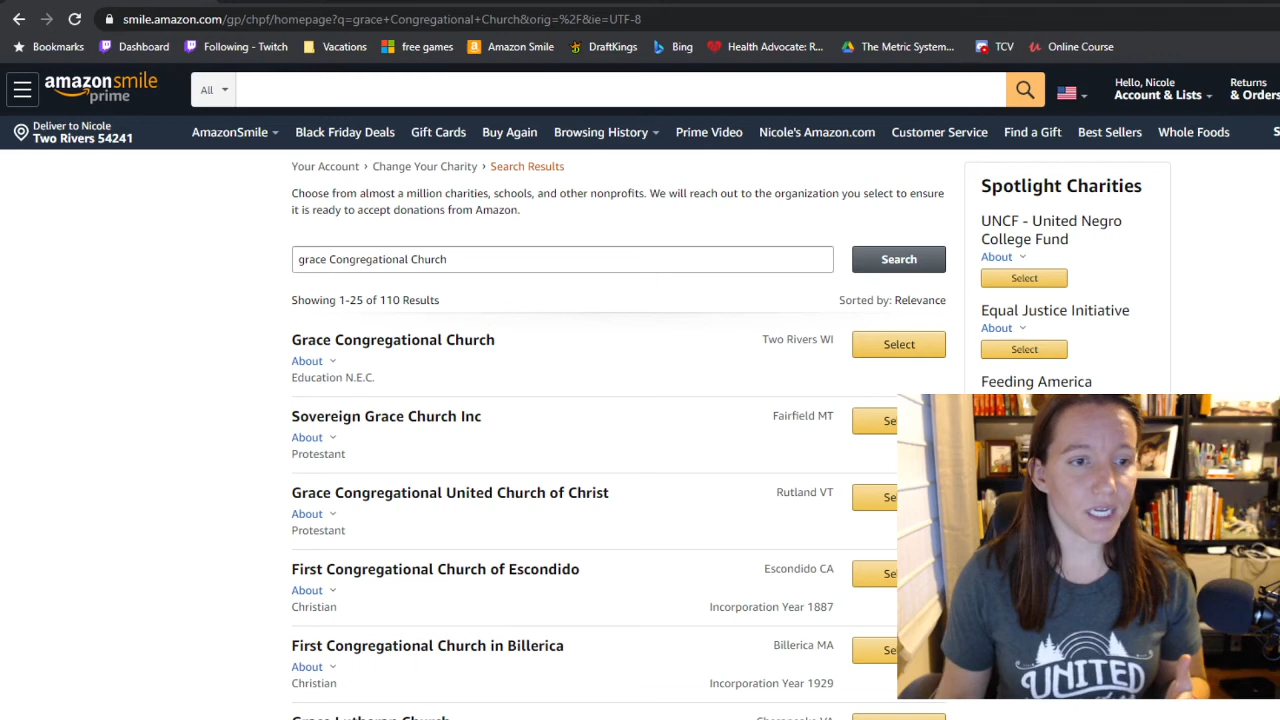 smile.amazon.com/gp/chpf/homepage?q=grace+Congregational+Church&orig=%2F&ie=UTF-8
Bookmarks Dashboard Following - Twitch Vacations free games Amazon Smile DraftKings Bing Health Advocate: R... The Metric System... TCV Online Course
amazonsmile
prime
All
Hello, Nicole
Account & Lists
Returns
& Orders
Deliver to Nicole
Two Rivers 54241
AmazonSmile Black Friday Deals Gift Cards Buy Again Browsing History Prime Video Nicole's Amazon.com Customer Service Find a Gift Best Sellers Whole Foods S
Your Account › Change Your Charity › Search Results
Choose from almost a million charities, schools, and other nonprofits. We will reach out to the organization you select to ensure
it is ready to accept donations from Amazon.
grace Congregational Church Search
Showing 1-25 of 110 Results Sorted by: Relevance
Grace Congregational Church Two Rivers WI Select
About
Education N.E.C.
Sovereign Grace Church Inc Fairfield MT Se
About
Protestant
Grace Congregational United Church of Christ Rutland VT Se
About
Protestant
First Congregational Church of Escondido Escondido CA Se
About
Christian Incorporation Year 1887
First Congregational Church in Billerica Billerica MA Se
About
Christian Incorporation Year 1929
Grace Lutheran Church Chesapeake VA
Spotlight Charities
UNCF - United Negro
College Fund
About
Select
Equal Justice Initiative
About
Select
Feeding America
UNITED